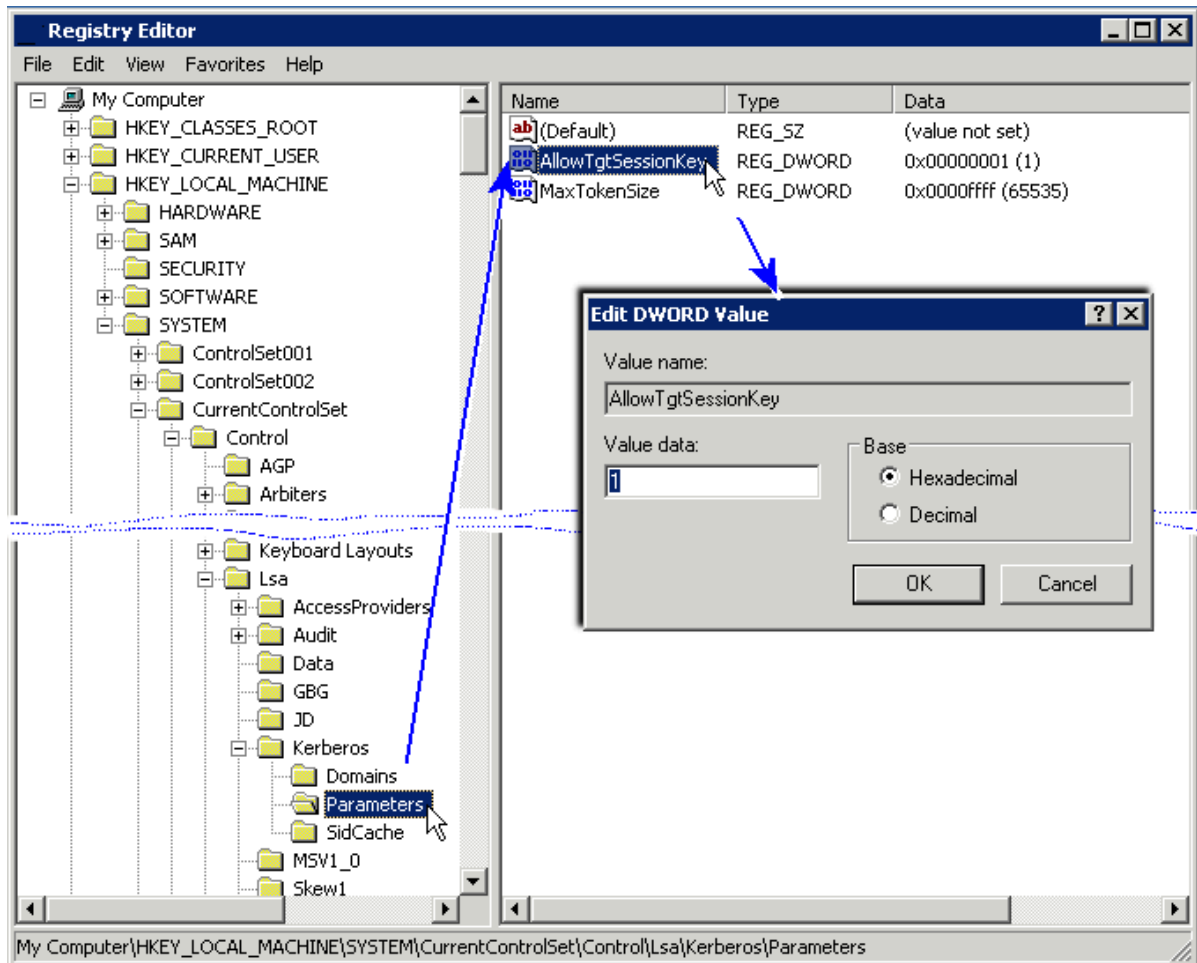 Registry Editor
File Edit View Favorites Help
My Computer
HKEY_CLASSES_ROOT
HKEY_CURRENT_USER
HKEY_LOCAL_MACHINE
HARDWARE
SAM
SECURITY
SOFTWARE
SYSTEM
ControlSet001
ControlSet002
CurrentControlSet
Control
AGP
Arbiters
Keyboard Layouts
Lsa
AccessProviders
Audit
Data
GBG
JD
Kerberos
Domains
Parameters
SidCache
MSV1_0
Skew1
Name Type Data
(Default) REG_SZ (value not set)
AllowTgtSessionKey REG_DWORD 0x00000001 (1)
MaxTokenSize REG_DWORD 0x0000ffff (65535)
Edit DWORD Value
Value name:
AllowTgtSessionKey
Value data:
1
Base
Hexadecimal
Decimal
OK Cancel
My Computer\HKEY_LOCAL_MACHINE\SYSTEM\CurrentControlSet\Control\Lsa\Kerberos\Parameters